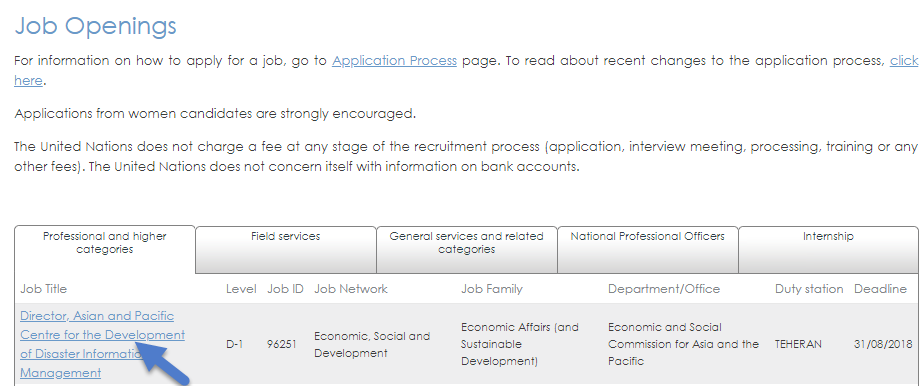 Job Openings
For information on how to apply for a job, go to Application Process page. To read about recent changes to the application process, click
here.
Applications from women candidates are strongly encouraged.
The United Nations does not charge a fee at any stage of the recruitment process (application, interview meeting, processing, training or any
other fees). The United Nations does not concern itself with information on bank accounts.
Professional and higher
categories
Field services
General services and related
categories
National Professional Officers
Internship
Job Title Level Job ID Job Network Job Family Department/Office Duty station Deadline
Director, Asian and Pacific
Centre for the Development
of Disaster Informatio
Management
D-1
96251
Economic, Social and
Development
Economic Affairs (and
Sustainable
Development)
Economic and Social
Commission for Asia and the
Pacific
TEHERAN
31/08/2018